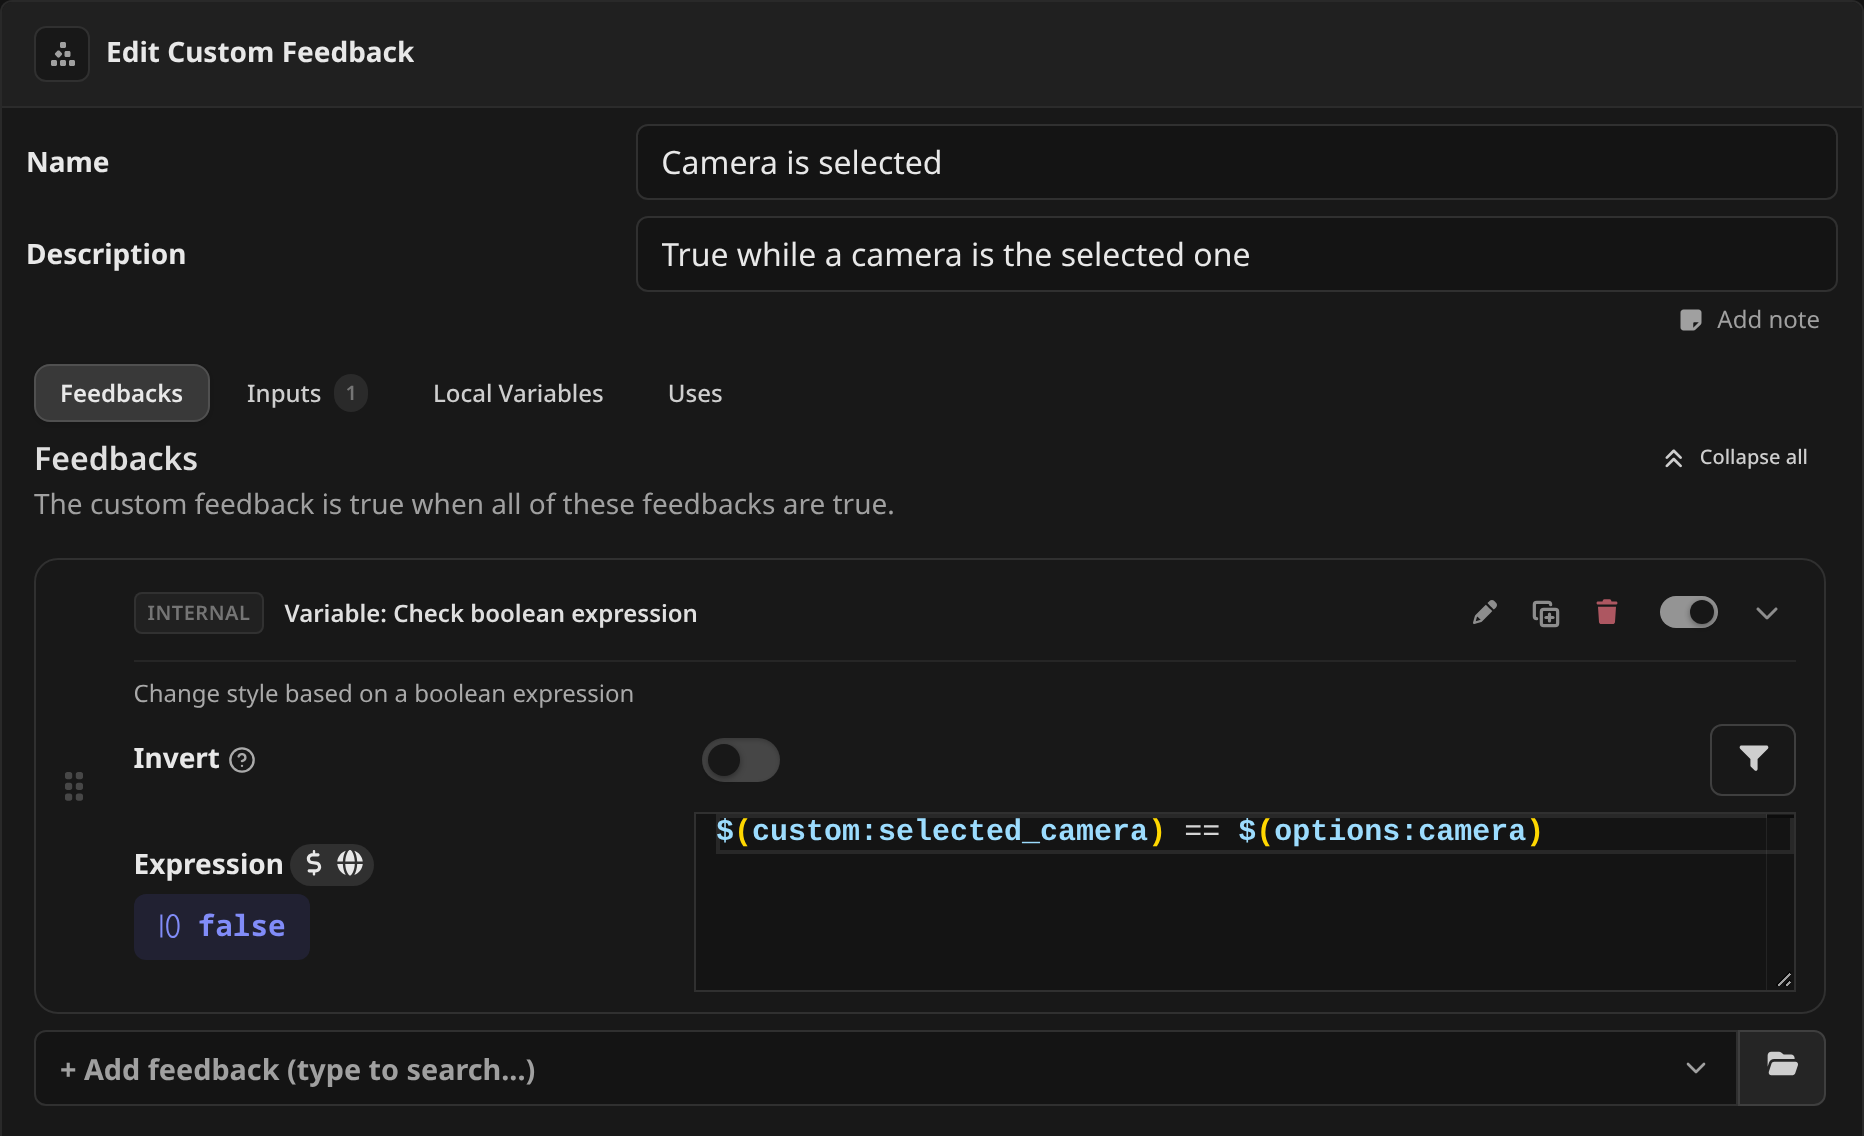 Edit Custom Feedback
Name
Camera is selected
Description
True while a camera is the selected one
Add note
Feedbacks
Inputs 1
Local Variables
Uses
Feedbacks
Collapse all
The custom feedback is true when all of these feedbacks are true.
INTERNAL Variable: Check boolean expression
Change style based on a boolean expression
Invert ?
$(custom:selected_camera) == $(options:camera)
Expression $
false
+ Add feedback (type to search...)